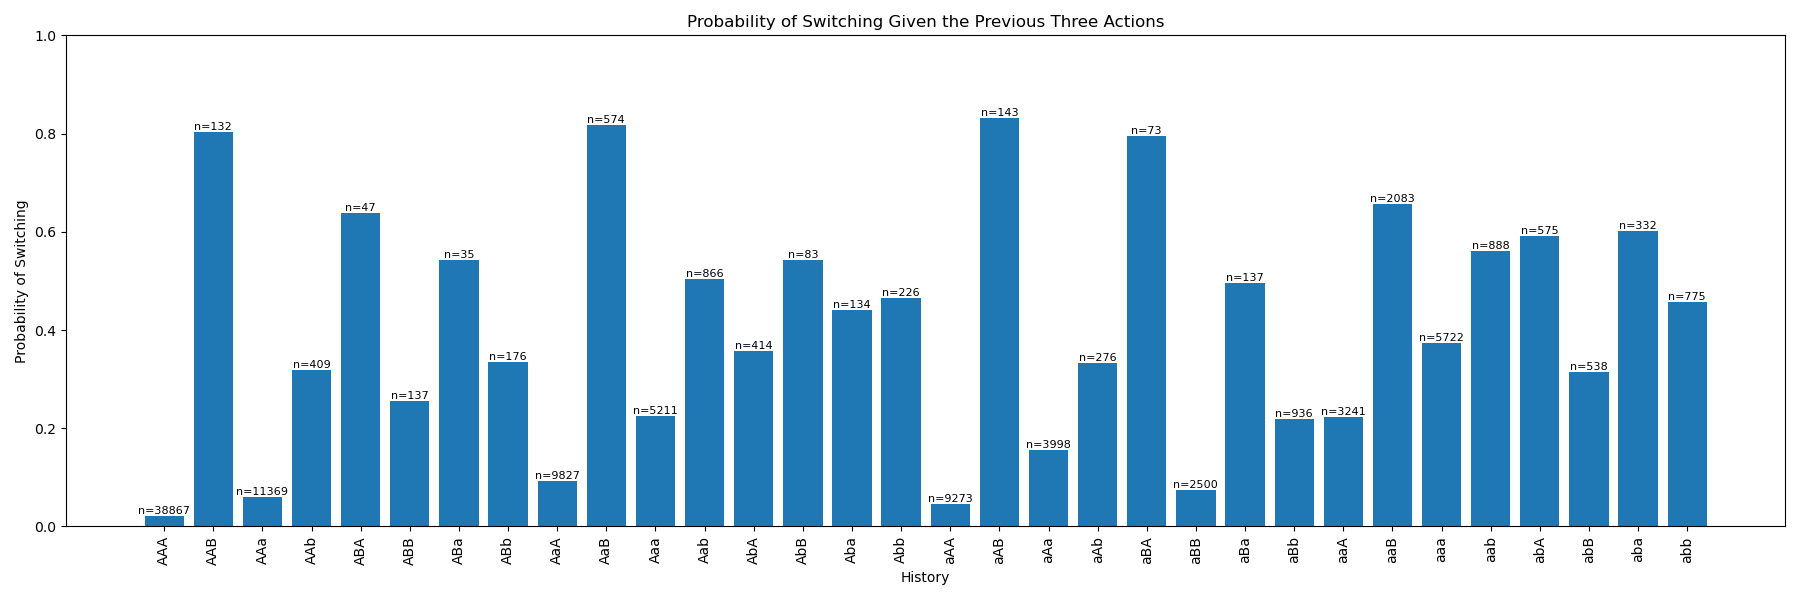 Probability of Switching Given the Previous Three Actions
Probability of Switching
1.0
0.8
0.6
0.4
0.2
0.0
n=38867
n=132
n=11369
n=409
n=47
n=137
n=35
n=176
n=9827
n=574
n=5211
n=866
n=414
n=83
n=134
n=226
n=9273
n=143
n=3998
n=276
n=73
n=2500
n=137
n=936
n=3241
n=2083
n=5722
n=888
n=575
n=538
n=332
n=775
AAA
AAB
AAa
AAb
ABA
ABB
ABa
ABb
AaA
AaB
Aaa
Aab
AbA
AbB
Aba
Abb
aAA
aAB
aAa
aAb
aBA
aBB
aBa
aBb
aaA
aaB
aaa
aab
abA
abB
aba
abb
History